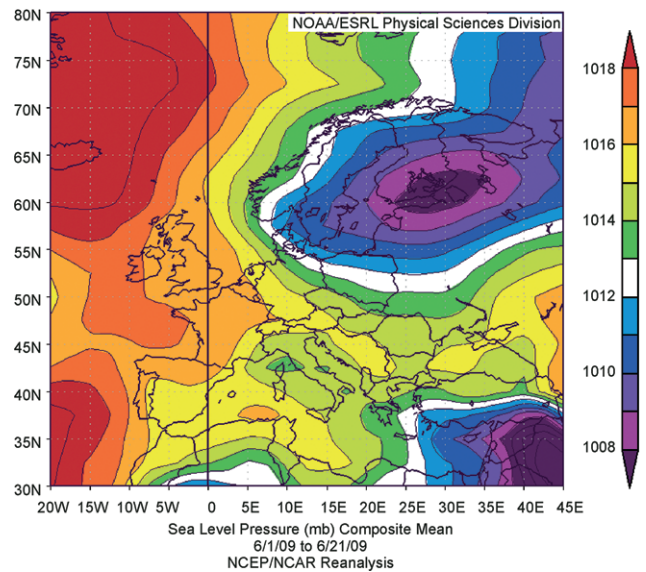 NOAA/ESRL Physical Sciences Division
80N
75N
70N
65N
60N
55N
50N
45N
40N
35N
30N
20W 15W 10W 5W 0 5E 10E 15E 20E 25E 30E 35E 40E 45E
1018
1016
1014
1012
1010
1008
Sea Level Pressure (mb) Composite Mean
6/1/09 to 6/21/09
NCEP/NCAR Reanalysis